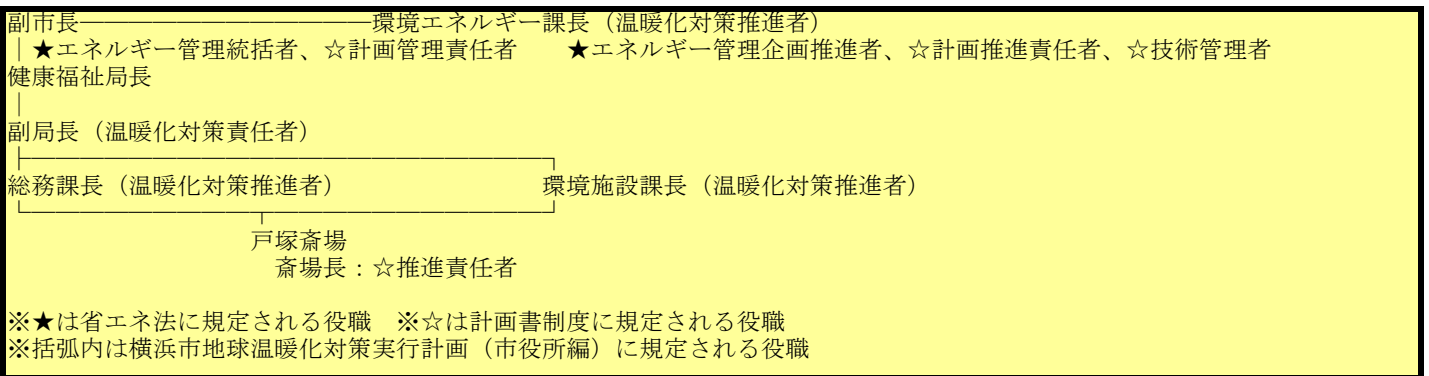 副市長――――――――――――環境エネルギー課長（温暖化対策推進者）
｜★エネルギー管理統括者、☆計画管理責任者　　★エネルギー管理企画推進者、☆計画推進責任者、☆技術管理者
健康福祉局長
｜
副局長（温暖化対策責任者）
├――――――――――――――――――――――┐
総務課長（温暖化対策推進者）　　　　　　　　　環境施設課長（温暖化対策推進者）
└――――――――――┬―――――――――――┘
　　　　　　　　　　戸塚斎場
　　　　　　　　　　　斎場長：☆推進責任者
※★は省エネ法に規定される役職　※☆は計画書制度に規定される役職
※括弧内は横浜市地球温暖化対策実行計画（市役所編）に規定される役職